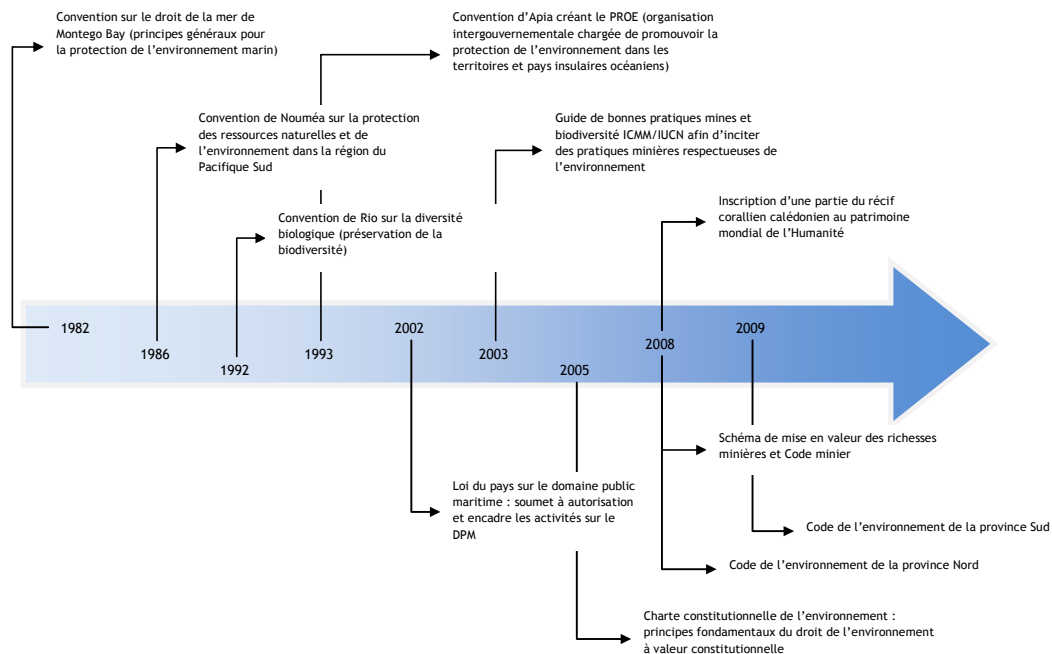 Convention sur le droit de la mer de
Montego Bay (principes généraux pour
la protection de l’environnement marin)
Convention d’Apia créant le PROE (organisation
intergouvernementale chargée de promouvoir la
protection de l’environnement dans les
territoires et pays insulaires océaniens)
Convention de Nouméa sur la protection
des ressources naturelles et de
l’environnement dans la région du
Pacifique Sud
Guide de bonnes pratiques mines et
biodiversité ICMM/IUCN afin d’inciter
des pratiques minières respectueuses de
l’environnement
Convention de Rio sur la diversité
biologique (préservation de la
biodiversité)
Inscription d’une partie du récif
corallien calédonien au patrimoine
mondial de l’Humanité
1982
1986
1992
1993
2002
2003
2005
2008
2009
Schéma de mise en valeur des richesses
minières et Code minier
Loi du pays sur le domaine public
maritime : soumet à autorisation
et encadre les activités sur le
DPM
Code de l’environnement de la province Sud
Code de l’environnement de la province Nord
Charte constitutionnelle de l’environnement :
principes fondamentaux du droit de l’environnement
à valeur constitutionnelle